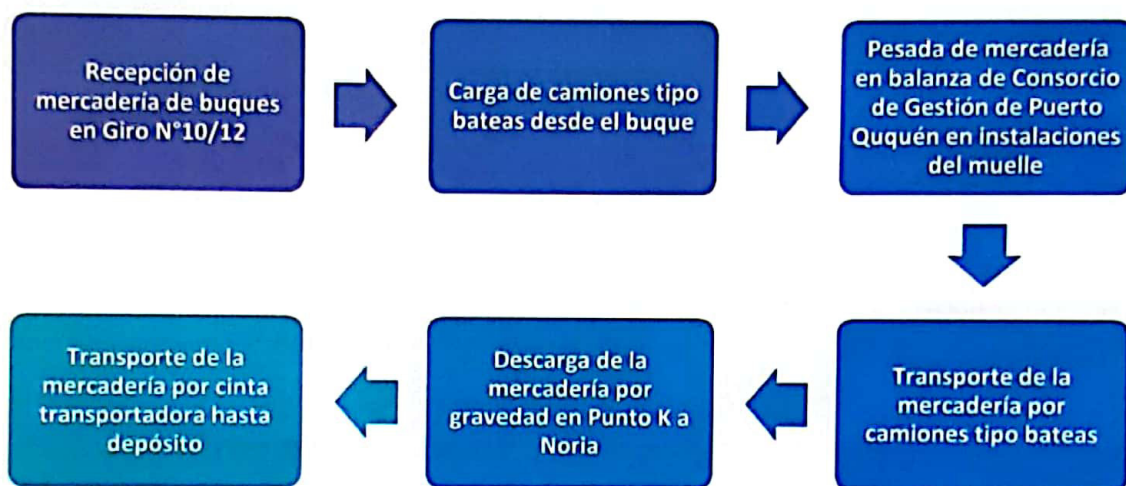 Recepción de
mercadería de buques
en Giro N°10/12
Carga de camiones tipo
bateas desde el buque
Pesada de mercadería
en balanza de Consorcio
de Gestión de Puerto
Ququén en instalaciones
del muelle
Transporte de la
mercadería por
camiones tipo bateas
Descarga de la
mercadería por
gravedad en Punto K a
Noria
Transporte de la
mercadería por cinta
transportadora hasta
depósito